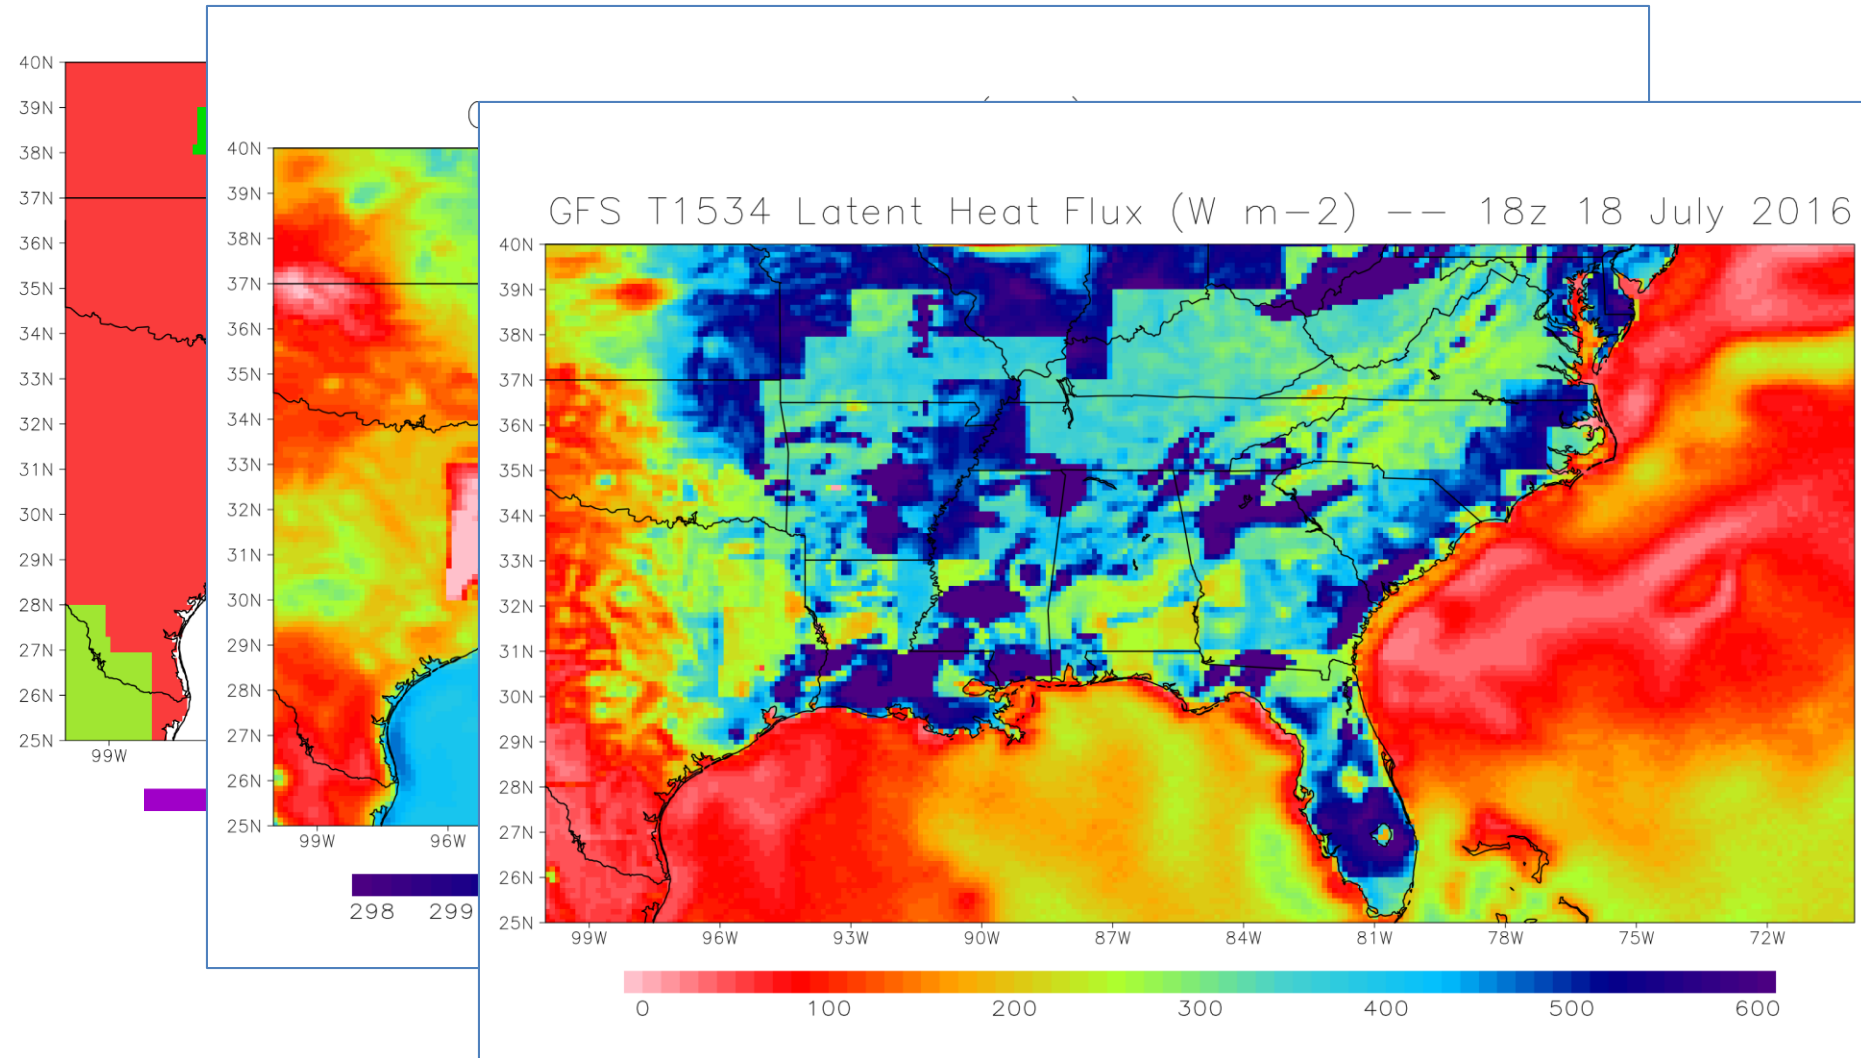 40N
39N
38N
37N
36N
35N
34N
33N
32N
31N
30N
29N
28N
27N
26N
25N
99W
40N
39N
38N
37N
36N
35N
34N
33N
32N
31N
30N
29N
28N
27N
26N
25N
99W 96W
298 299
GFS T1534 Latent Heat Flux (W m-2) -- 18z 18 July 2016
40N
39N
38N
37N
36N
35N
34N
33N
32N
31N
30N
29N
28N
27N
26N
25N
99W 96W 93W 90W 87W 84W 81W 78W 75W 72W
0 100 200 300 400 500 600